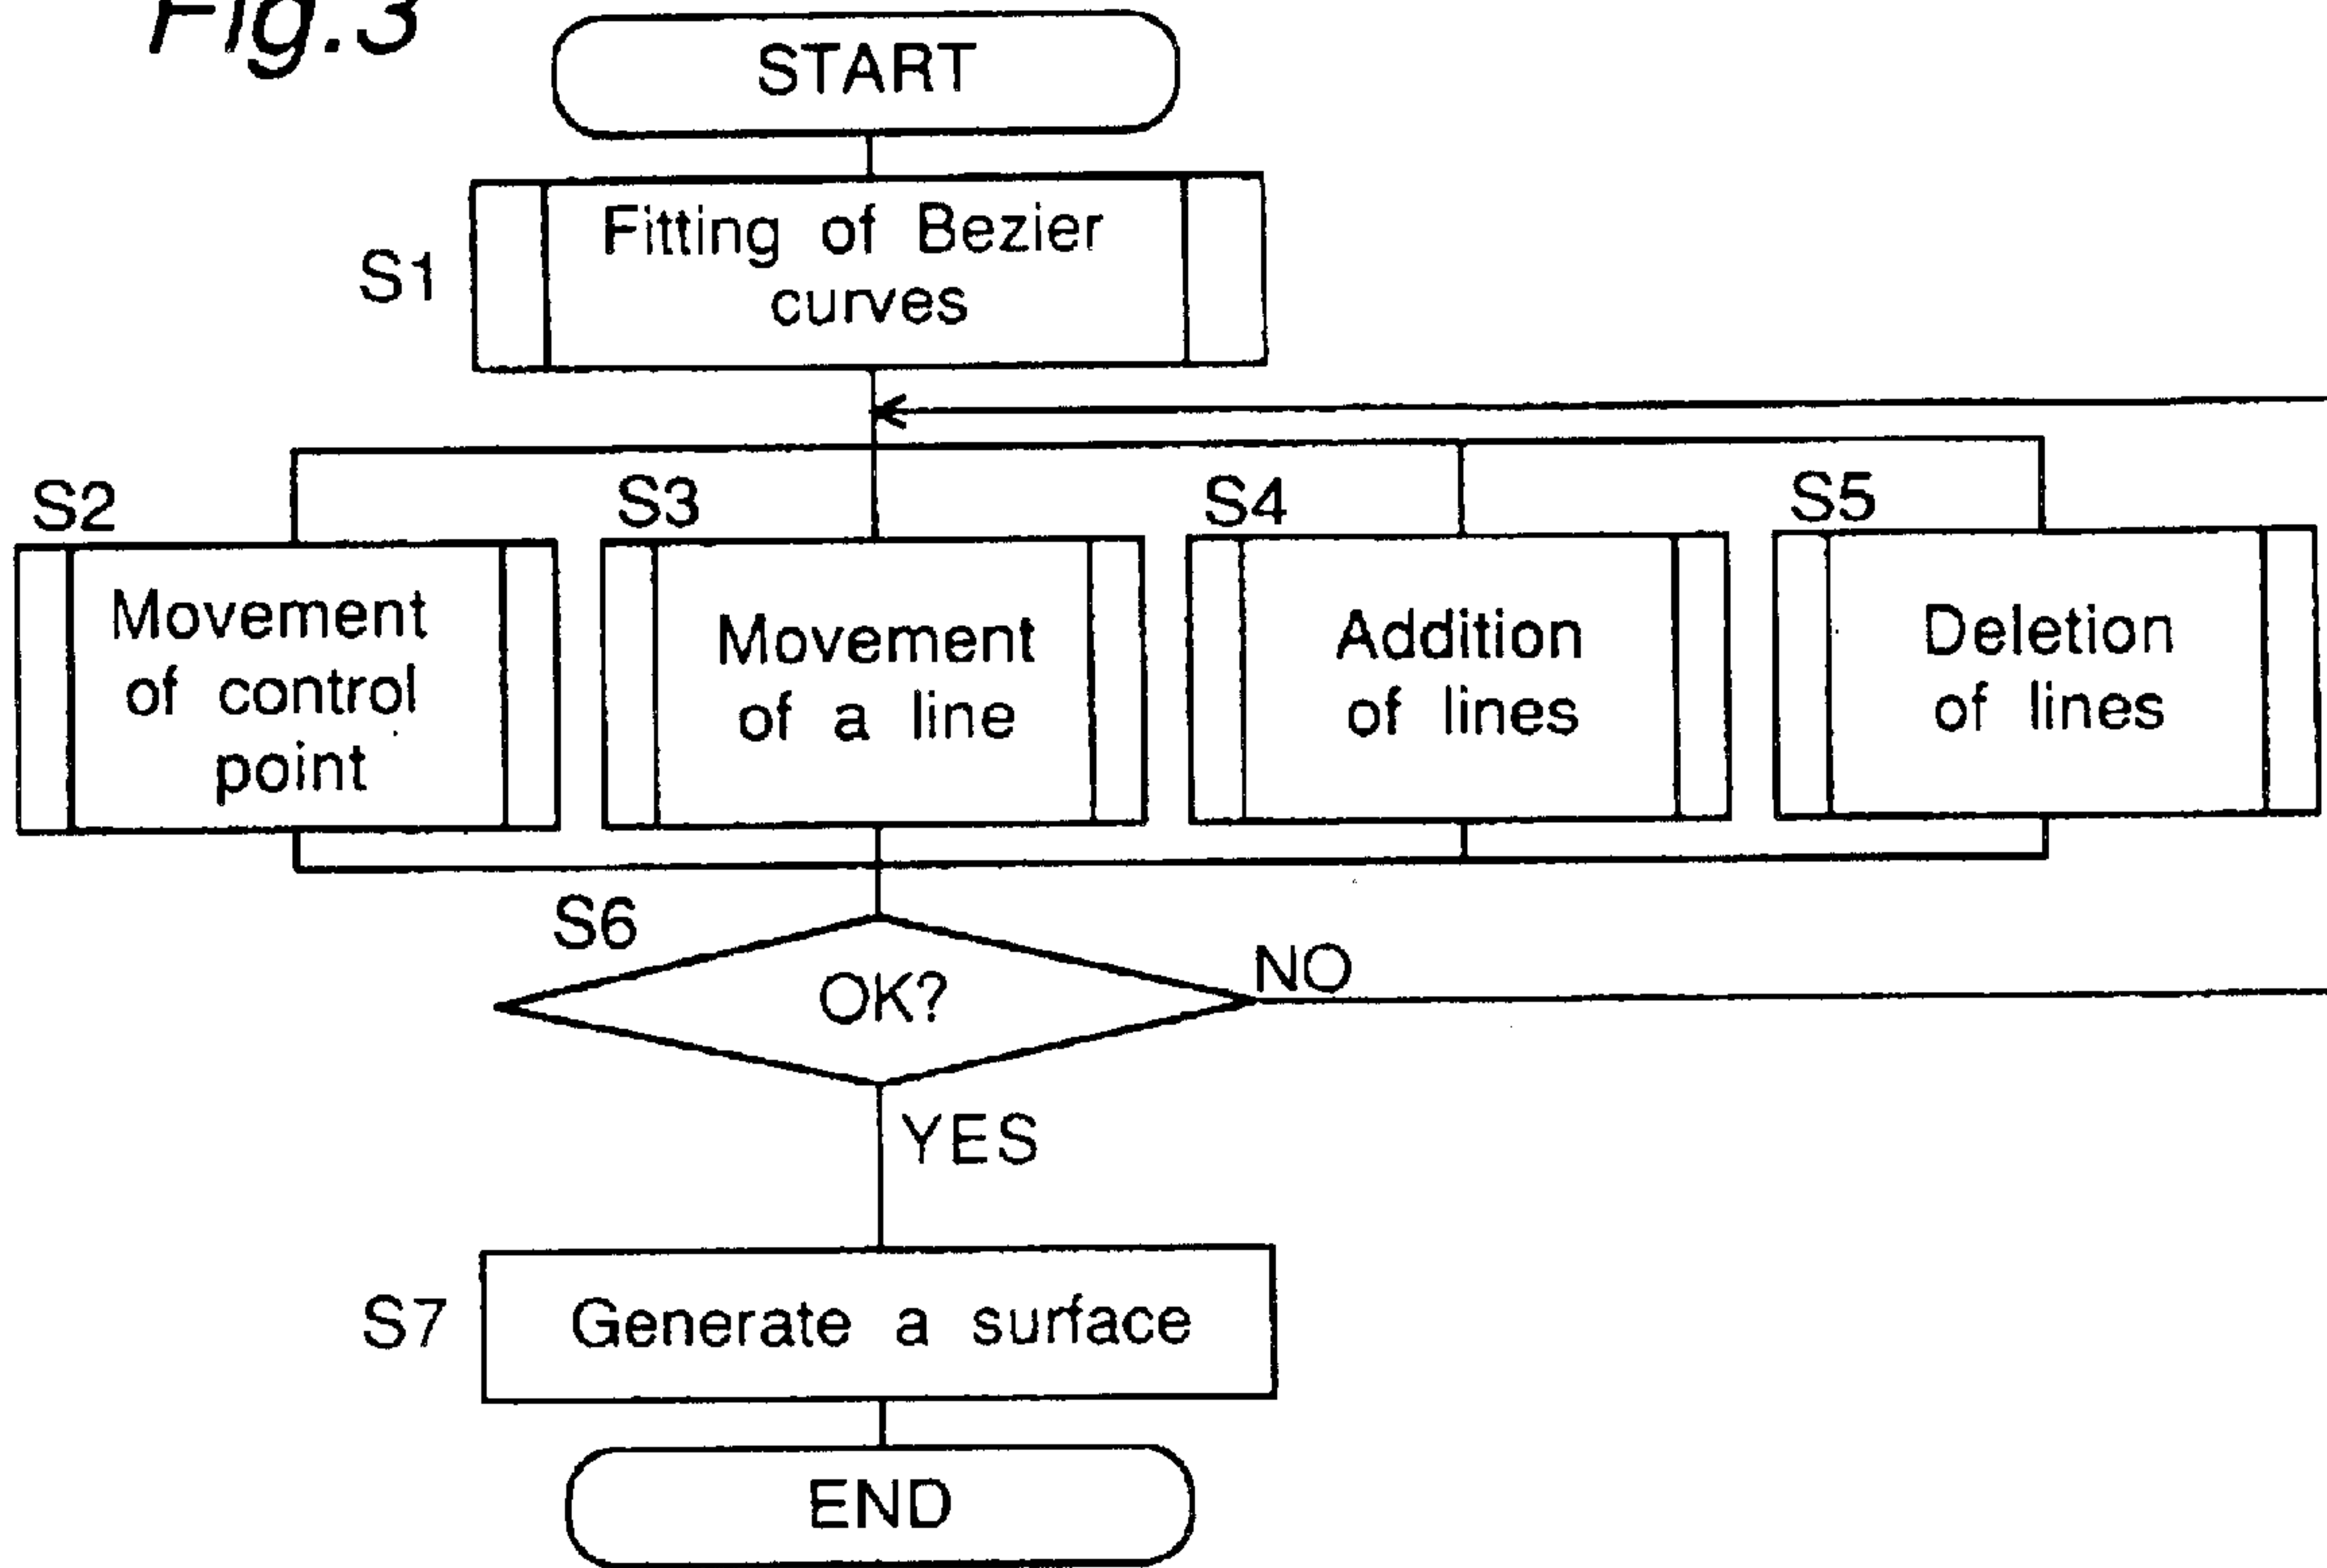 Fig.3
START
S1
Fitting of Bezier
curves
S2
Movement
of control
point
S3
Movement
of a line
S4
Addition
of lines
S5
Deletion
of lines
S6
OK?
NO
YES
S7
Generate a surface
END